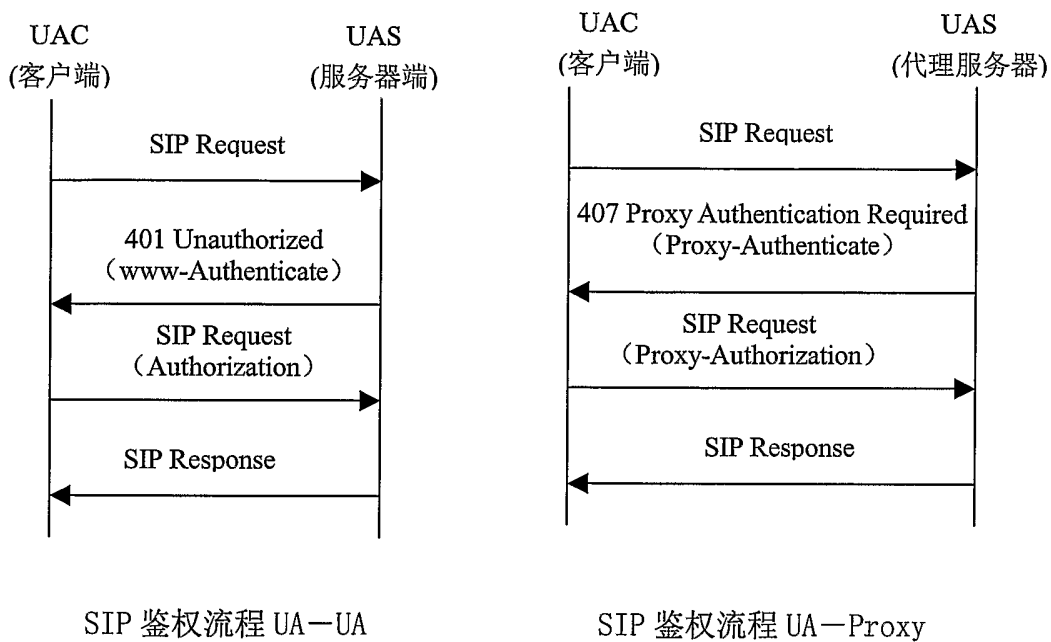 UAC
(客户端)
UAS
(服务器端)
SIP Request
401 Unauthorized
（www-Authenticate）
SIP Request
（Authorization）
SIP Response
SIP 鉴权流程 UA－UA
UAC
(客户端)
UAS
(代理服务器)
SIP Request
407 Proxy Authentication Required
（Proxy-Authenticate）
SIP Request
（Proxy-Authorization）
SIP Response
SIP 鉴权流程 UA－Proxy